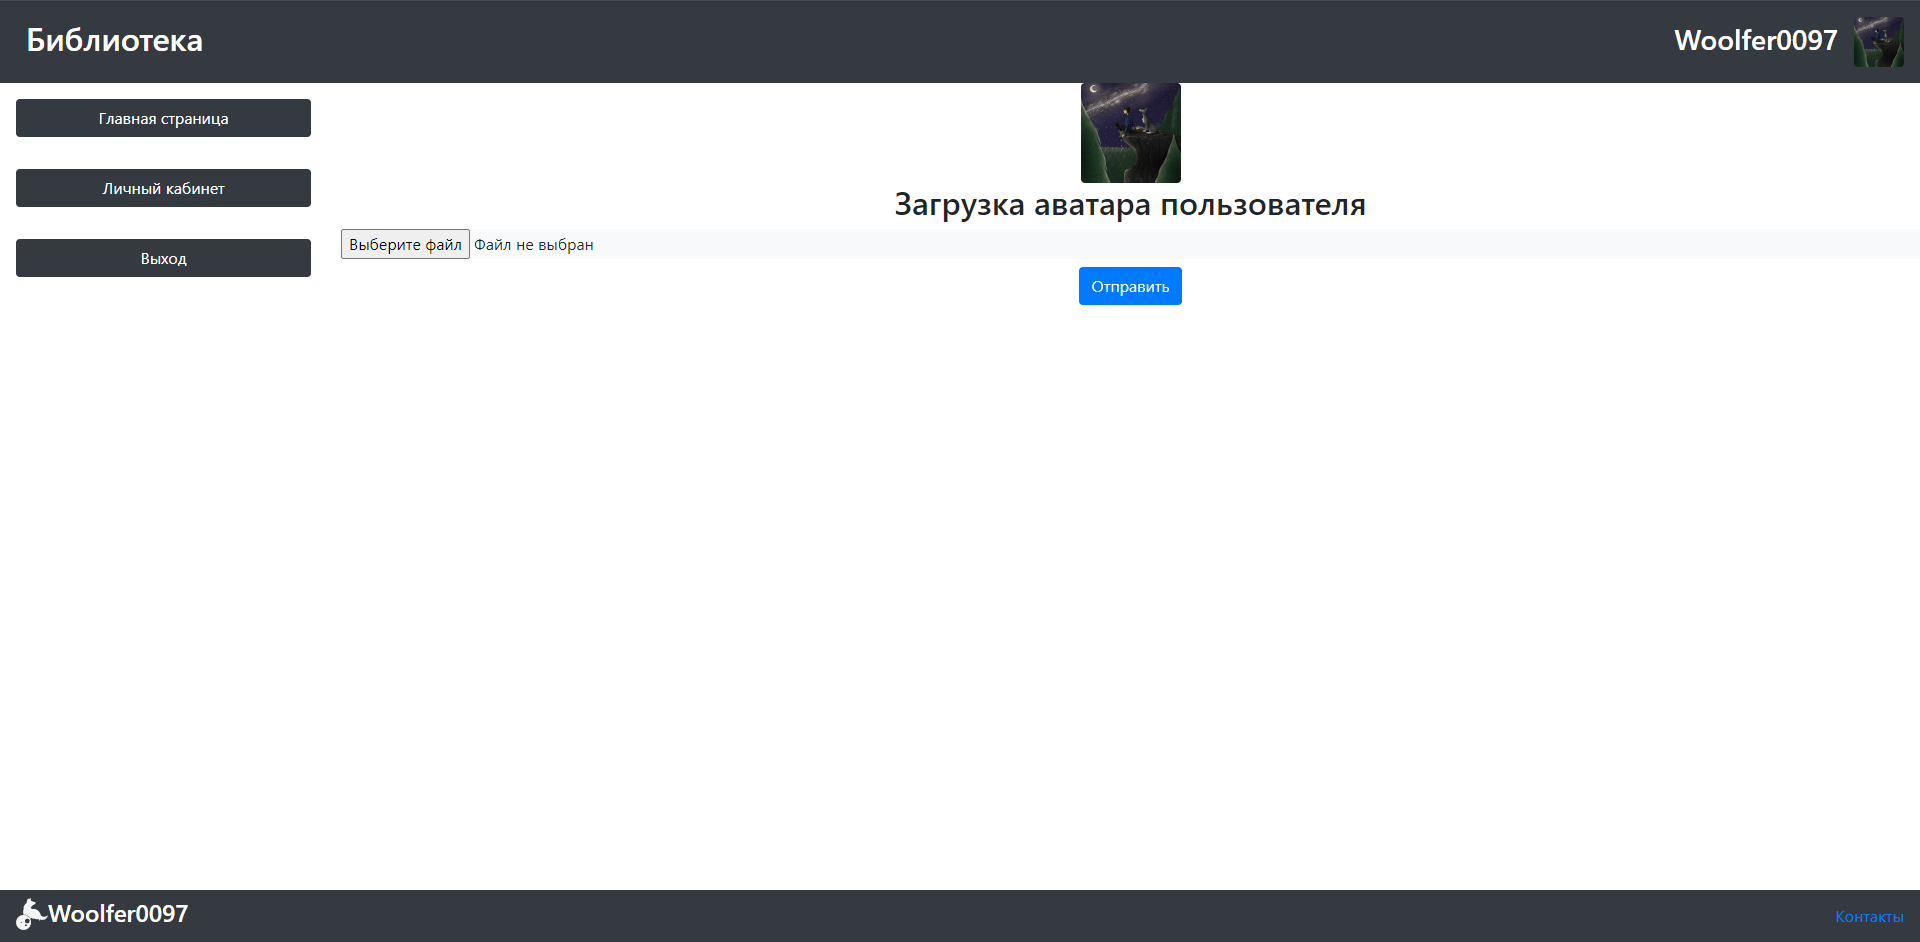 Библиотека
Woolfer0097
Главная страница
Личный кабинет
Выход
Загрузка аватара пользователя
Выберите файл Файл не выбран
Отправить
Woolfer0097
Контакты